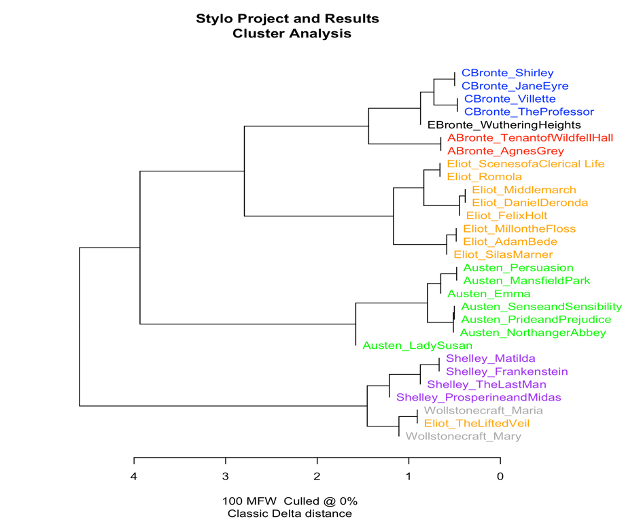 Stylo Project and Results
Cluster Analysis
CBronte_Shirley
CBronte_JaneEyre
CBronte_Villette
CBronte_TheProfessor
EBronte_WutheringHeights
ABronte_TenantofWildfellHall
ABronte_AgnesGrey
Eliot_ScenesofaClerical Life
Eliot_Romola
Eliot_Middlemarch
Eliot_DanielDeronda
Eliot_FelixHolt
Eliot_MillontheFloss
Eliot_AdamBede
Eliot_SilasMarner
Austen_Persuasion
Austen_MansfieldPark
Austen_Emma
Austen_SenseandSensibility
Austen_PrideandPrejudice
Austen_NorthangerAbbey
Austen_LadySusan
Shelley_Matilda
Shelley_Frankenstein
Shelley_TheLastMan
Shelley_ProsperineandMidas
Wollstonecraft_Maria
Eliot_TheLiftedVeil
Wollstonecraft_Mary
4 3 2 1 0
100 MFW Culled @ 0%
Classic Delta distance